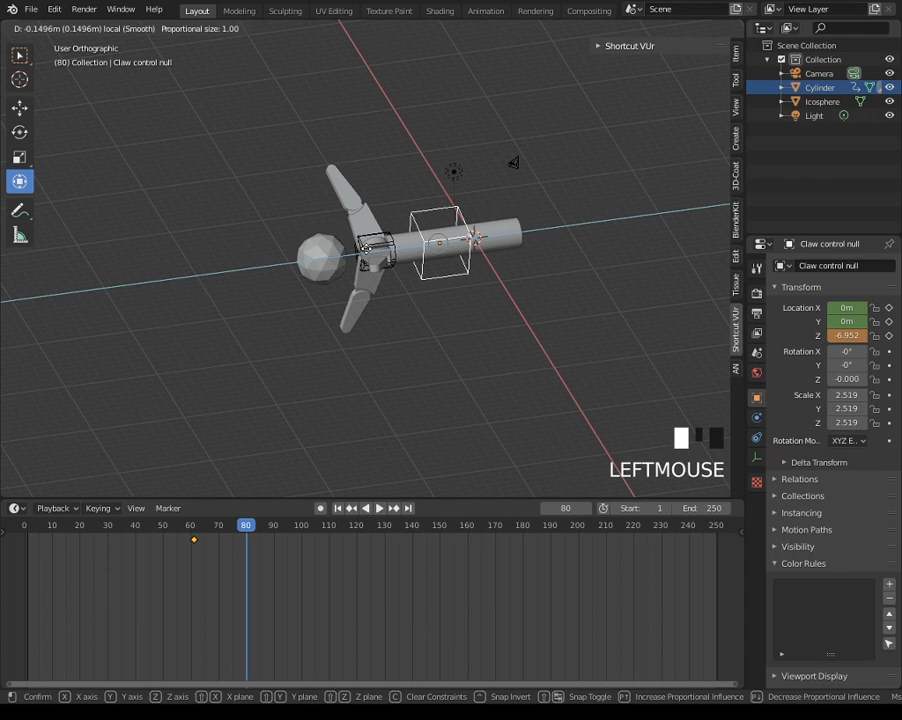 File Edit Render Window Help Layout Modeling Sculpting UV Editing Texture Paint Shading Animation Rendering Compositing Scene View Layer
D: -0.1496m (0.1496m) local (Smooth) Proportional size: 1.00
User Orthographic
(80) Collection | Claw control null
Shortcut VUr
Item
Tool
View
Create
3D-Coat
BlenderKit
Edit
Tissue
Shortcut VUr
AN
LEFTMOUSE
Scene Collection
Collection
Camera
Cylinder
Icosphere
Light
Claw control null
Claw control null
Transform
Location X 0m
Y 0m
Z -6.952
Rotation X -0°
Y -0°
Z -0.000
Scale X 2.519
Y 2.519
Z 2.519
Rotation Mo.. XYZ E..
Delta Transform
Relations
Collections
Instancing
Motion Paths
Visibility
Color Rules
Viewport Display
Playback Keying View Marker 80 Start: 1 End: 250
0 10 20 30 40 50 60 70 80 90 100 110 120 130 140 150 160 170 180 190 200 210 220 230 240 250
Confirm X X axis Y Y axis Z Z axis X X plane Y Y plane Z Z plane C Clear Constraints Snap Invert Snap Toggle Increase Proportional Influence Decrease Proportional Influence Ms